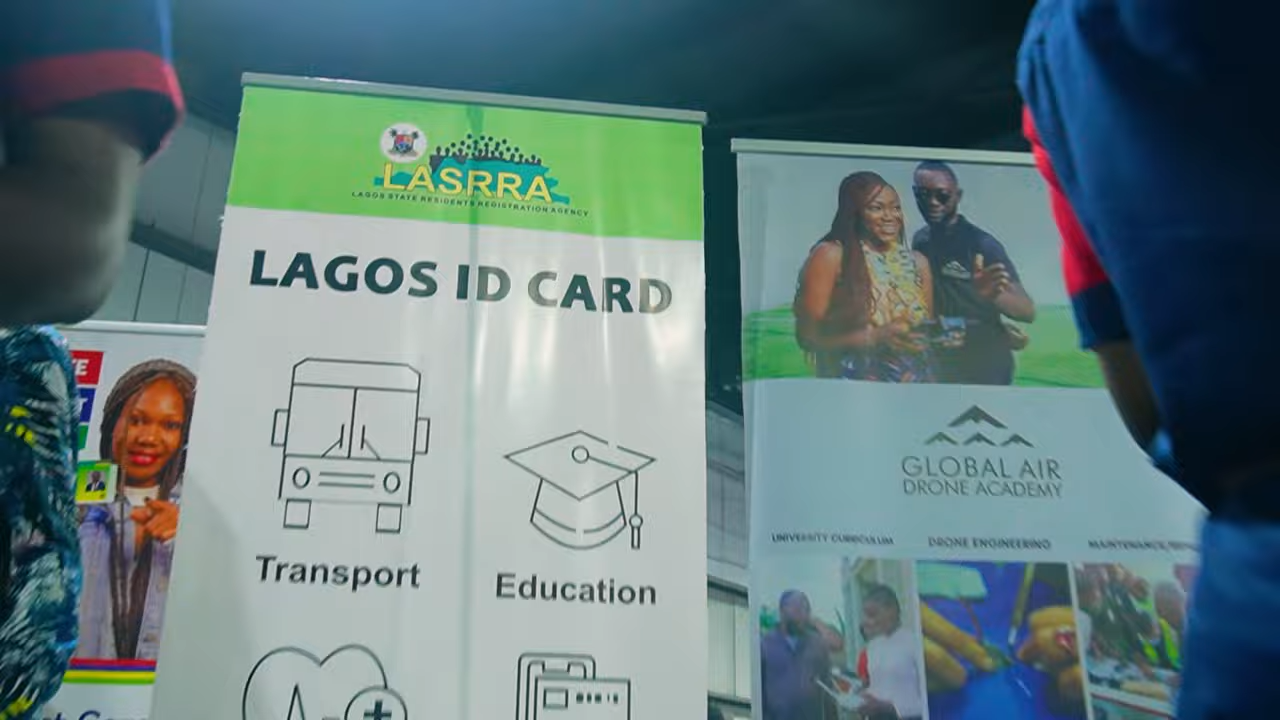 LASRRA
LAGOS STATE RESIDENTS REGISTRATION AGENCY
LAGOS ID CARD
Transport
Education
GLOBAL AIR
DRONE ACADEMY
UNIVERSITY CURRICULUM
DRONE ENGINEERING